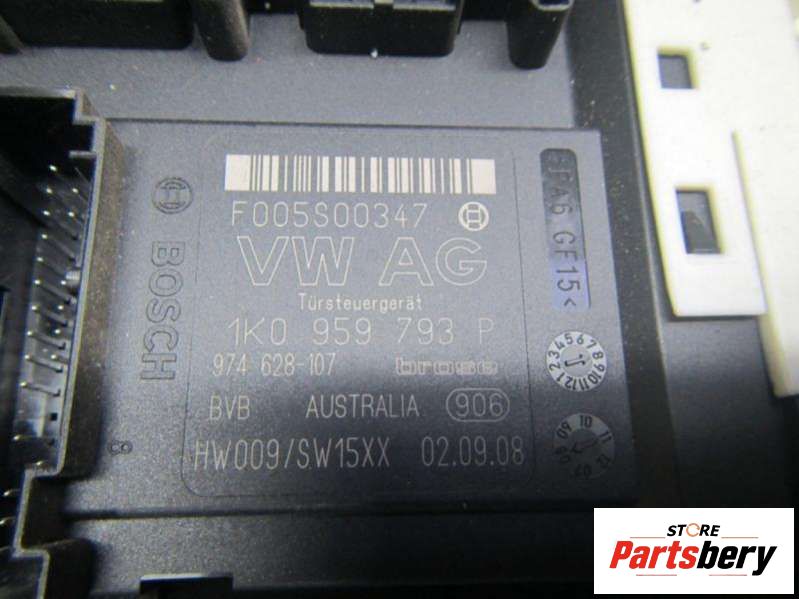 F005S00347
VW AG
Türsteuergerät
1K0 959 793 P
974 628-107 brose
BVB AUSTRALIA 906
HW009/SW15XX 02.09.08
BOSCH
PA6 GF15<
STORE
Partsbery